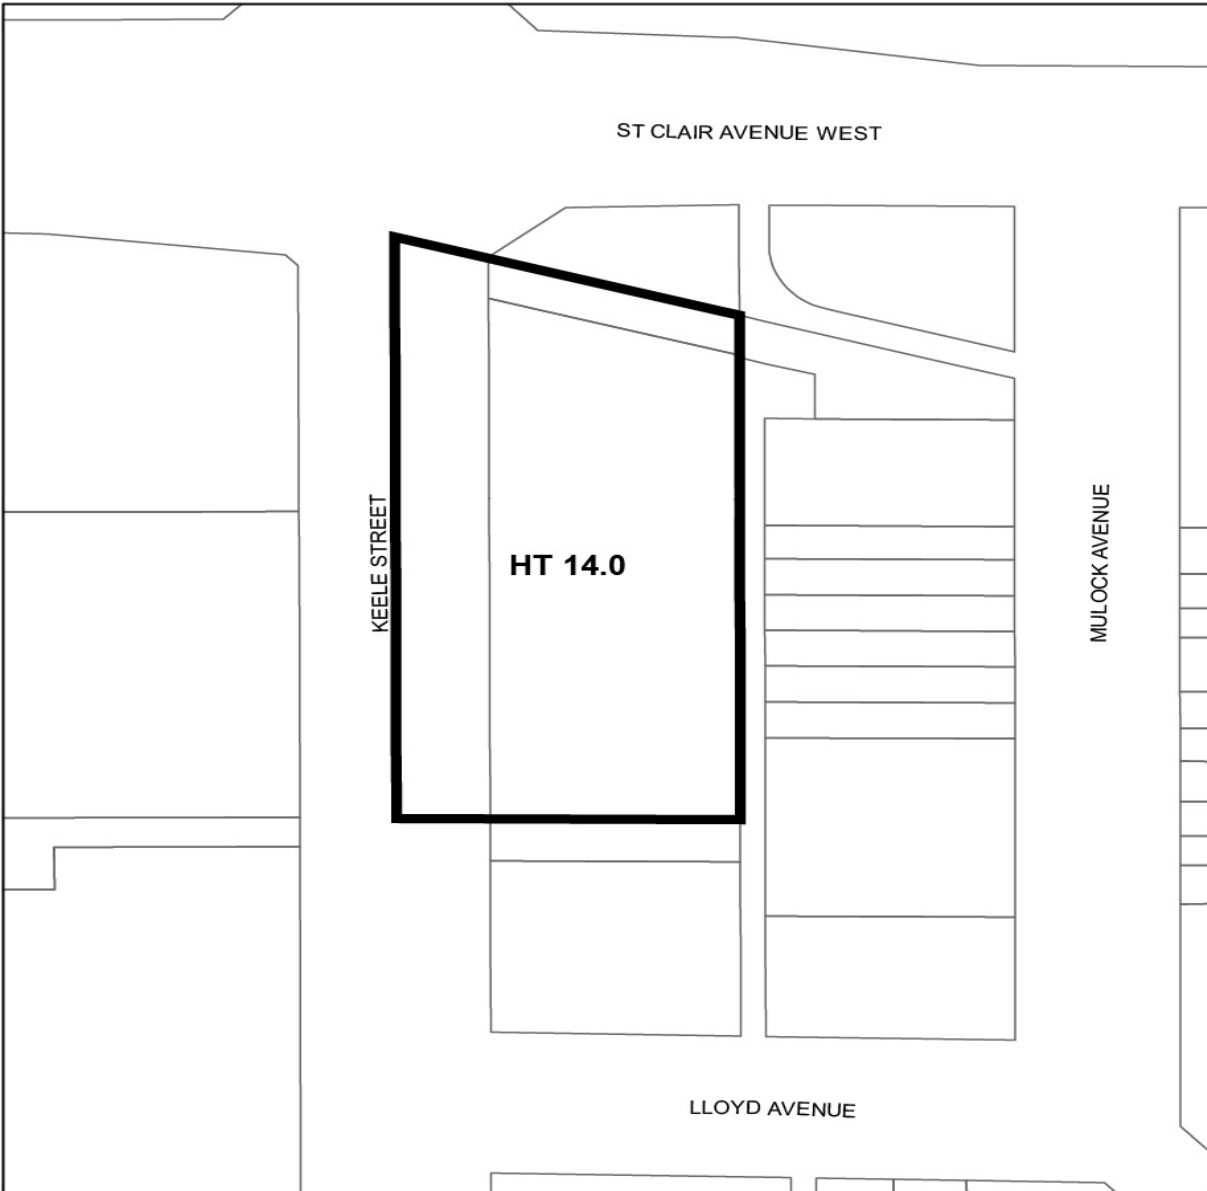 ST CLAIR AVENUE WEST
KEELE STREET
HT 14.0
MULOCK AVENUE
LLOYD AVENUE